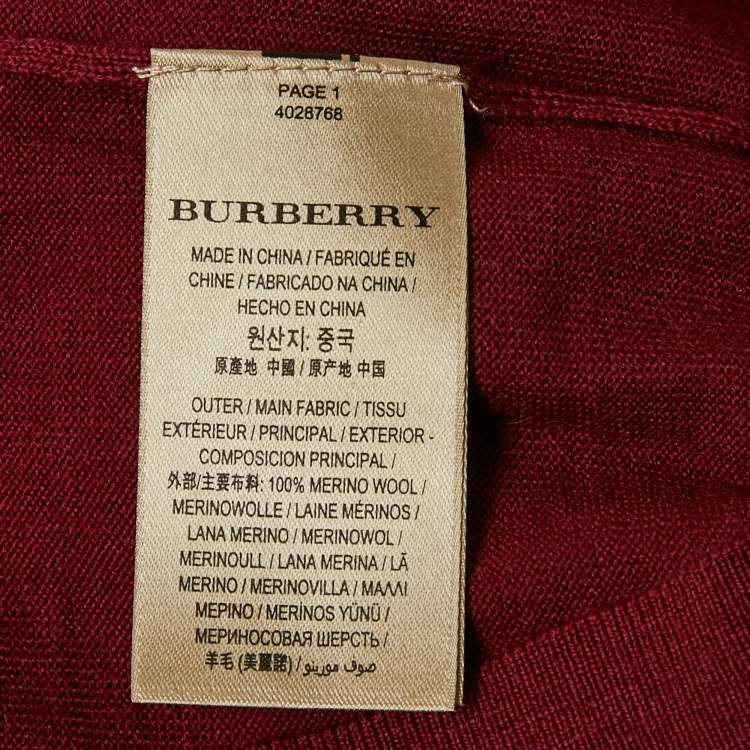 PAGE 1
4028768
BURBERRY
MADE IN CHINA / FABRIQUÉ EN
CHINE / FABRICADO NA CHINA /
HECHO EN CHINA
원산지: 중국
原產地 中國 / 原产地 中国
OUTER / MAIN FABRIC / TISSU
EXTÉRIEUR / PRINCIPAL / EXTERIOR -
COMPOSICION PRINCIPAL /
外部/主要布料: 100% MERINO WOOL /
MERINOWOLLE / LAINE MÉRINOS /
LANA MERINO / MERINOWOL /
MERINOULL / LANA MERINA / LÃ
MERINO / MERINOVILLA / ΜΑΛΛΙ
ΜΕΡΙΝΟ / MERİNOS YÜNÜ /
МЕРИНОСОВАЯ ШЕРСТЬ /
羊毛 (美麗諾) / صوف مورينو